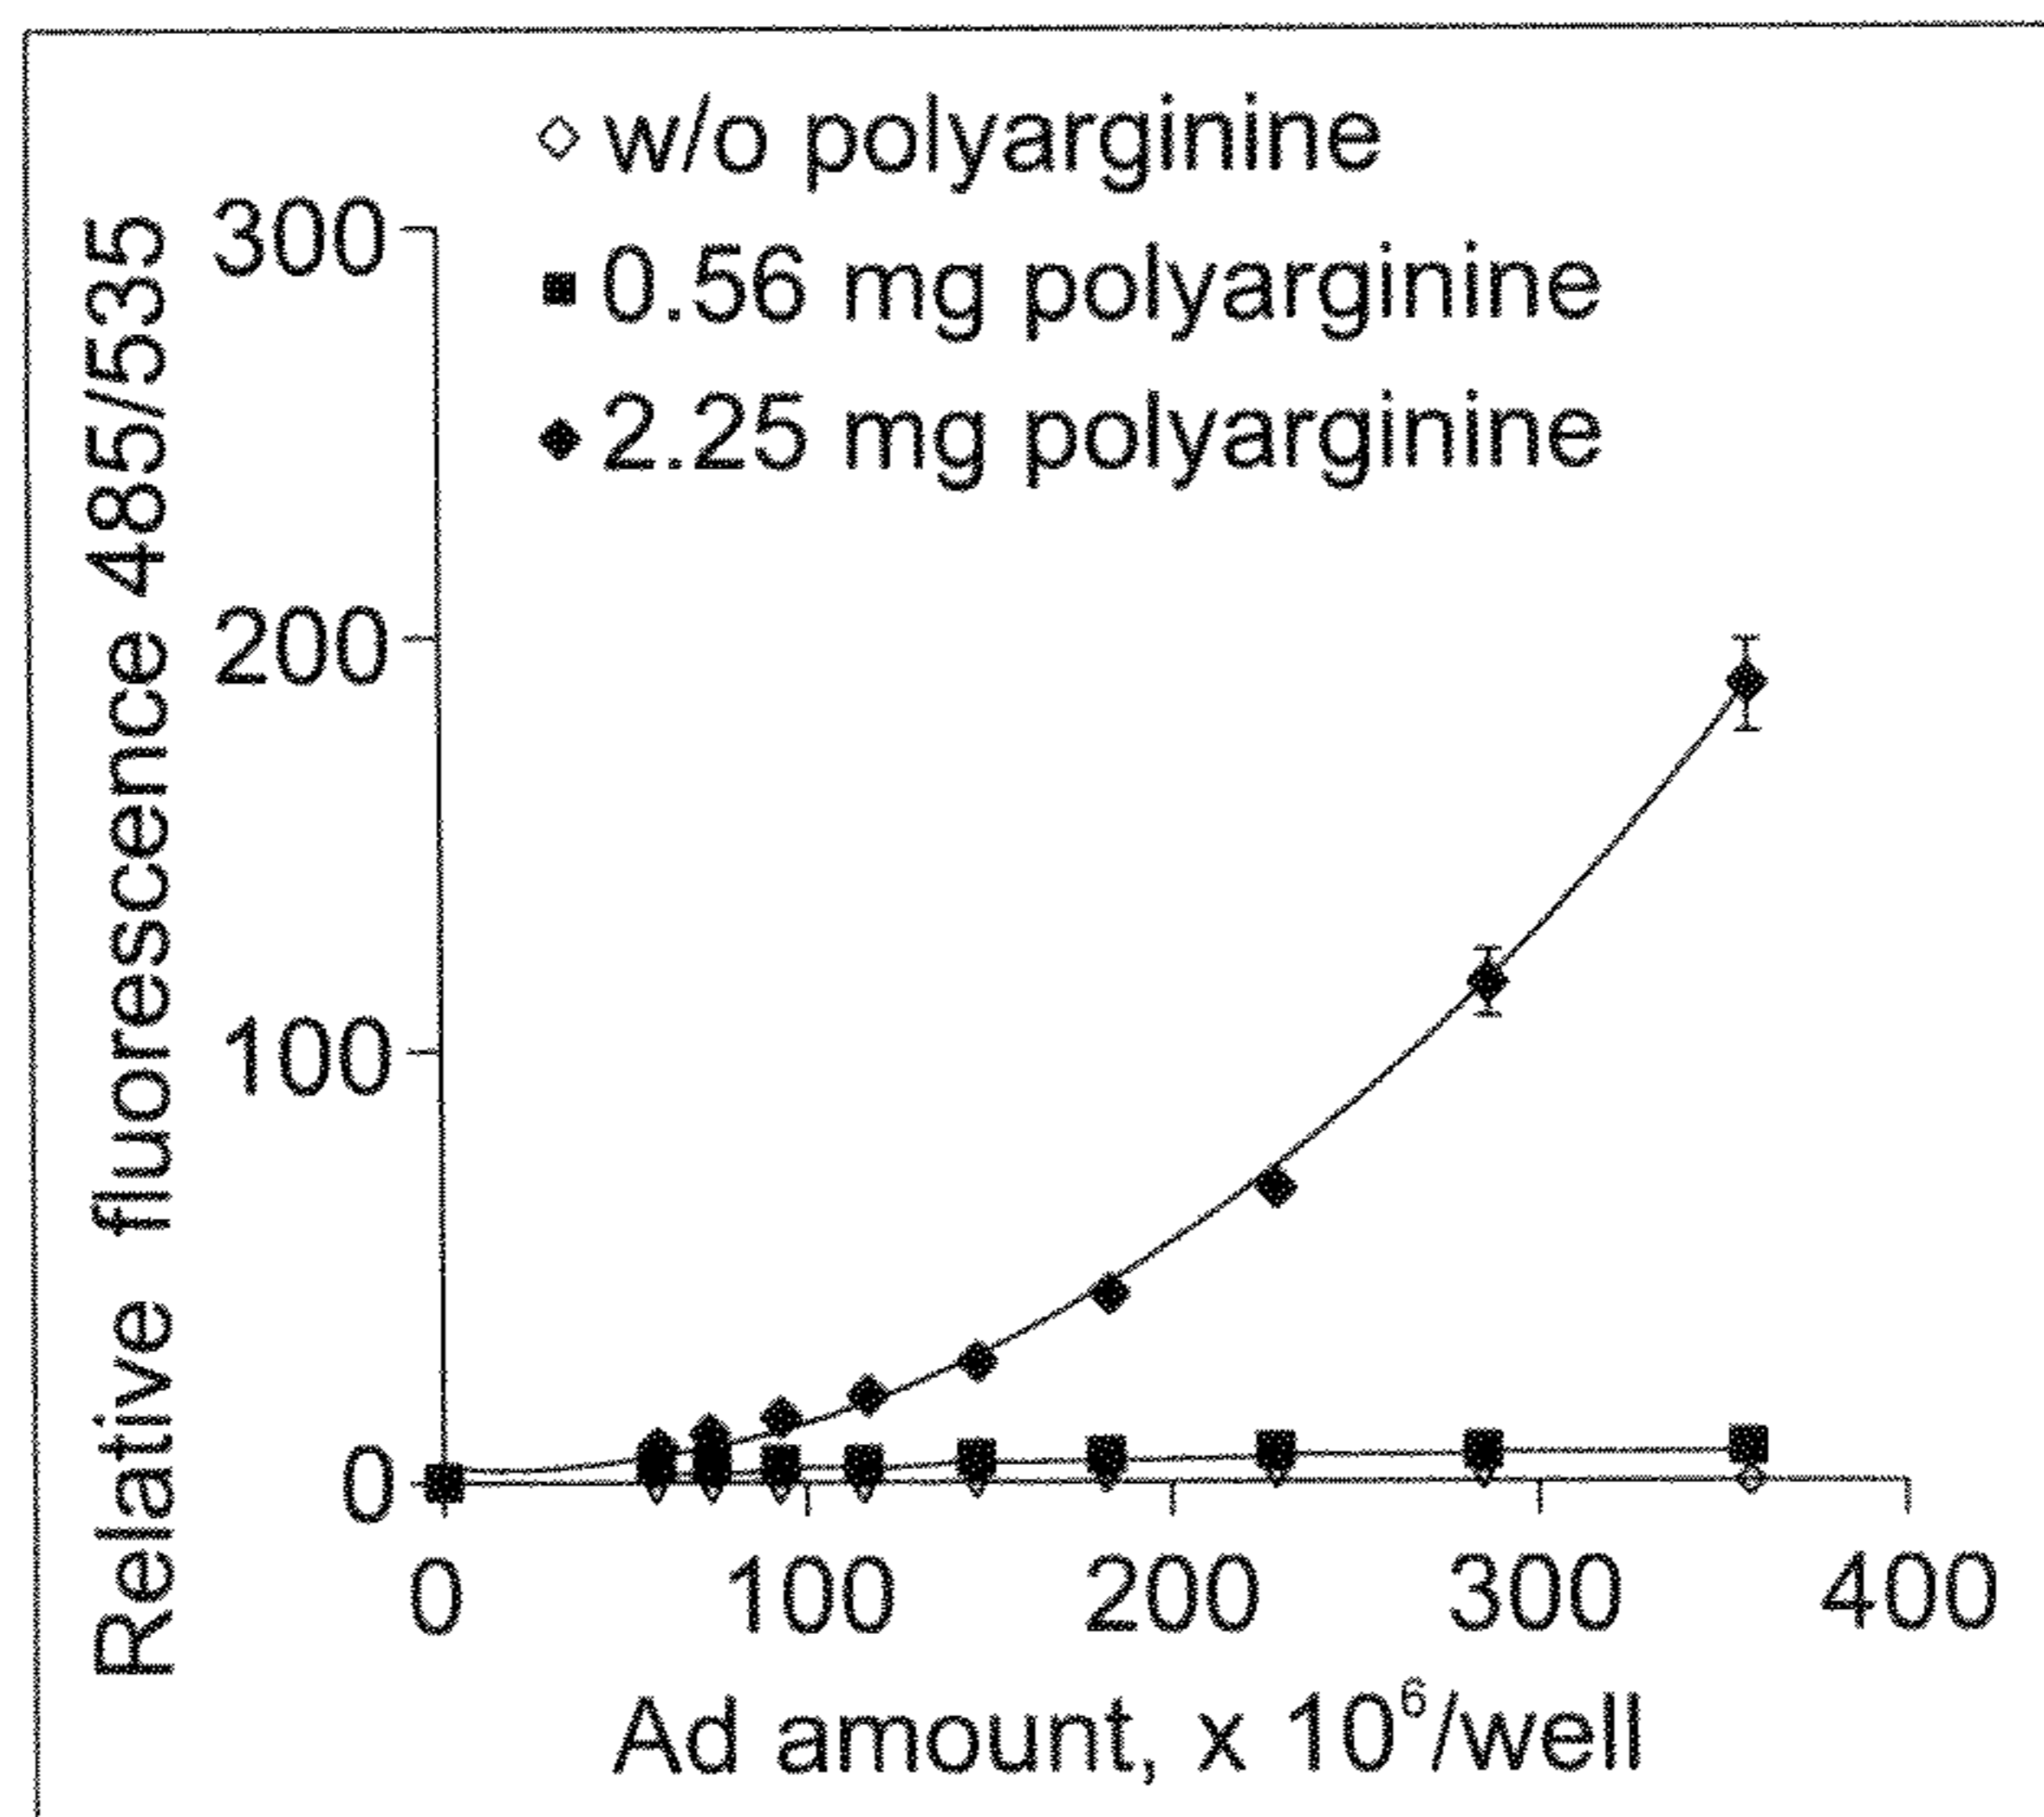 w/o polyarginine
0.56 mg polyarginine
2.25 mg polyarginine
Relative fluorescence 485/535
300
200
100
0
0 100 200 300 400
Ad amount, x 10⁶/well